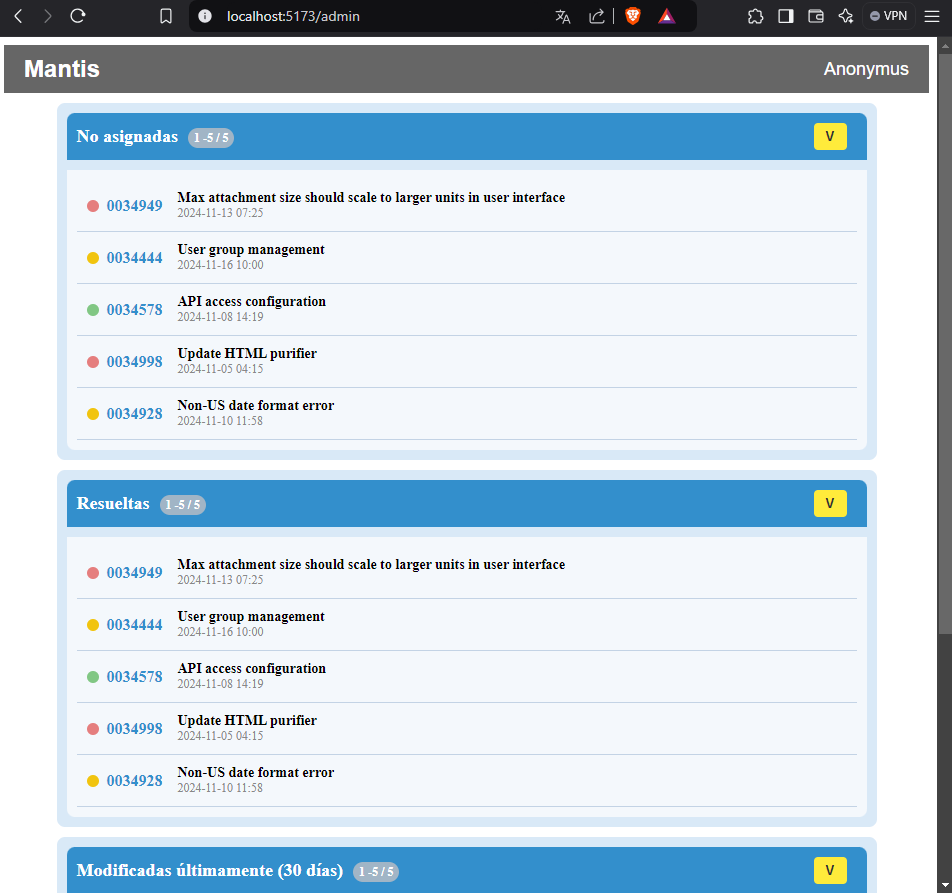 localhost:5173/admin
VPN
Mantis
Anonymus
No asignadas 1 -5 / 5
V
0034949
Max attachment size should scale to larger units in user interface
2024-11-13 07:25
0034444
User group management
2024-11-16 10:00
0034578
API access configuration
2024-11-08 14:19
0034998
Update HTML purifier
2024-11-05 04:15
0034928
Non-US date format error
2024-11-10 11:58
Resueltas 1 -5 / 5
V
0034949
Max attachment size should scale to larger units in user interface
2024-11-13 07:25
0034444
User group management
2024-11-16 10:00
0034578
API access configuration
2024-11-08 14:19
0034998
Update HTML purifier
2024-11-05 04:15
0034928
Non-US date format error
2024-11-10 11:58
Modificadas últimamente (30 días) 1 -5 / 5
V